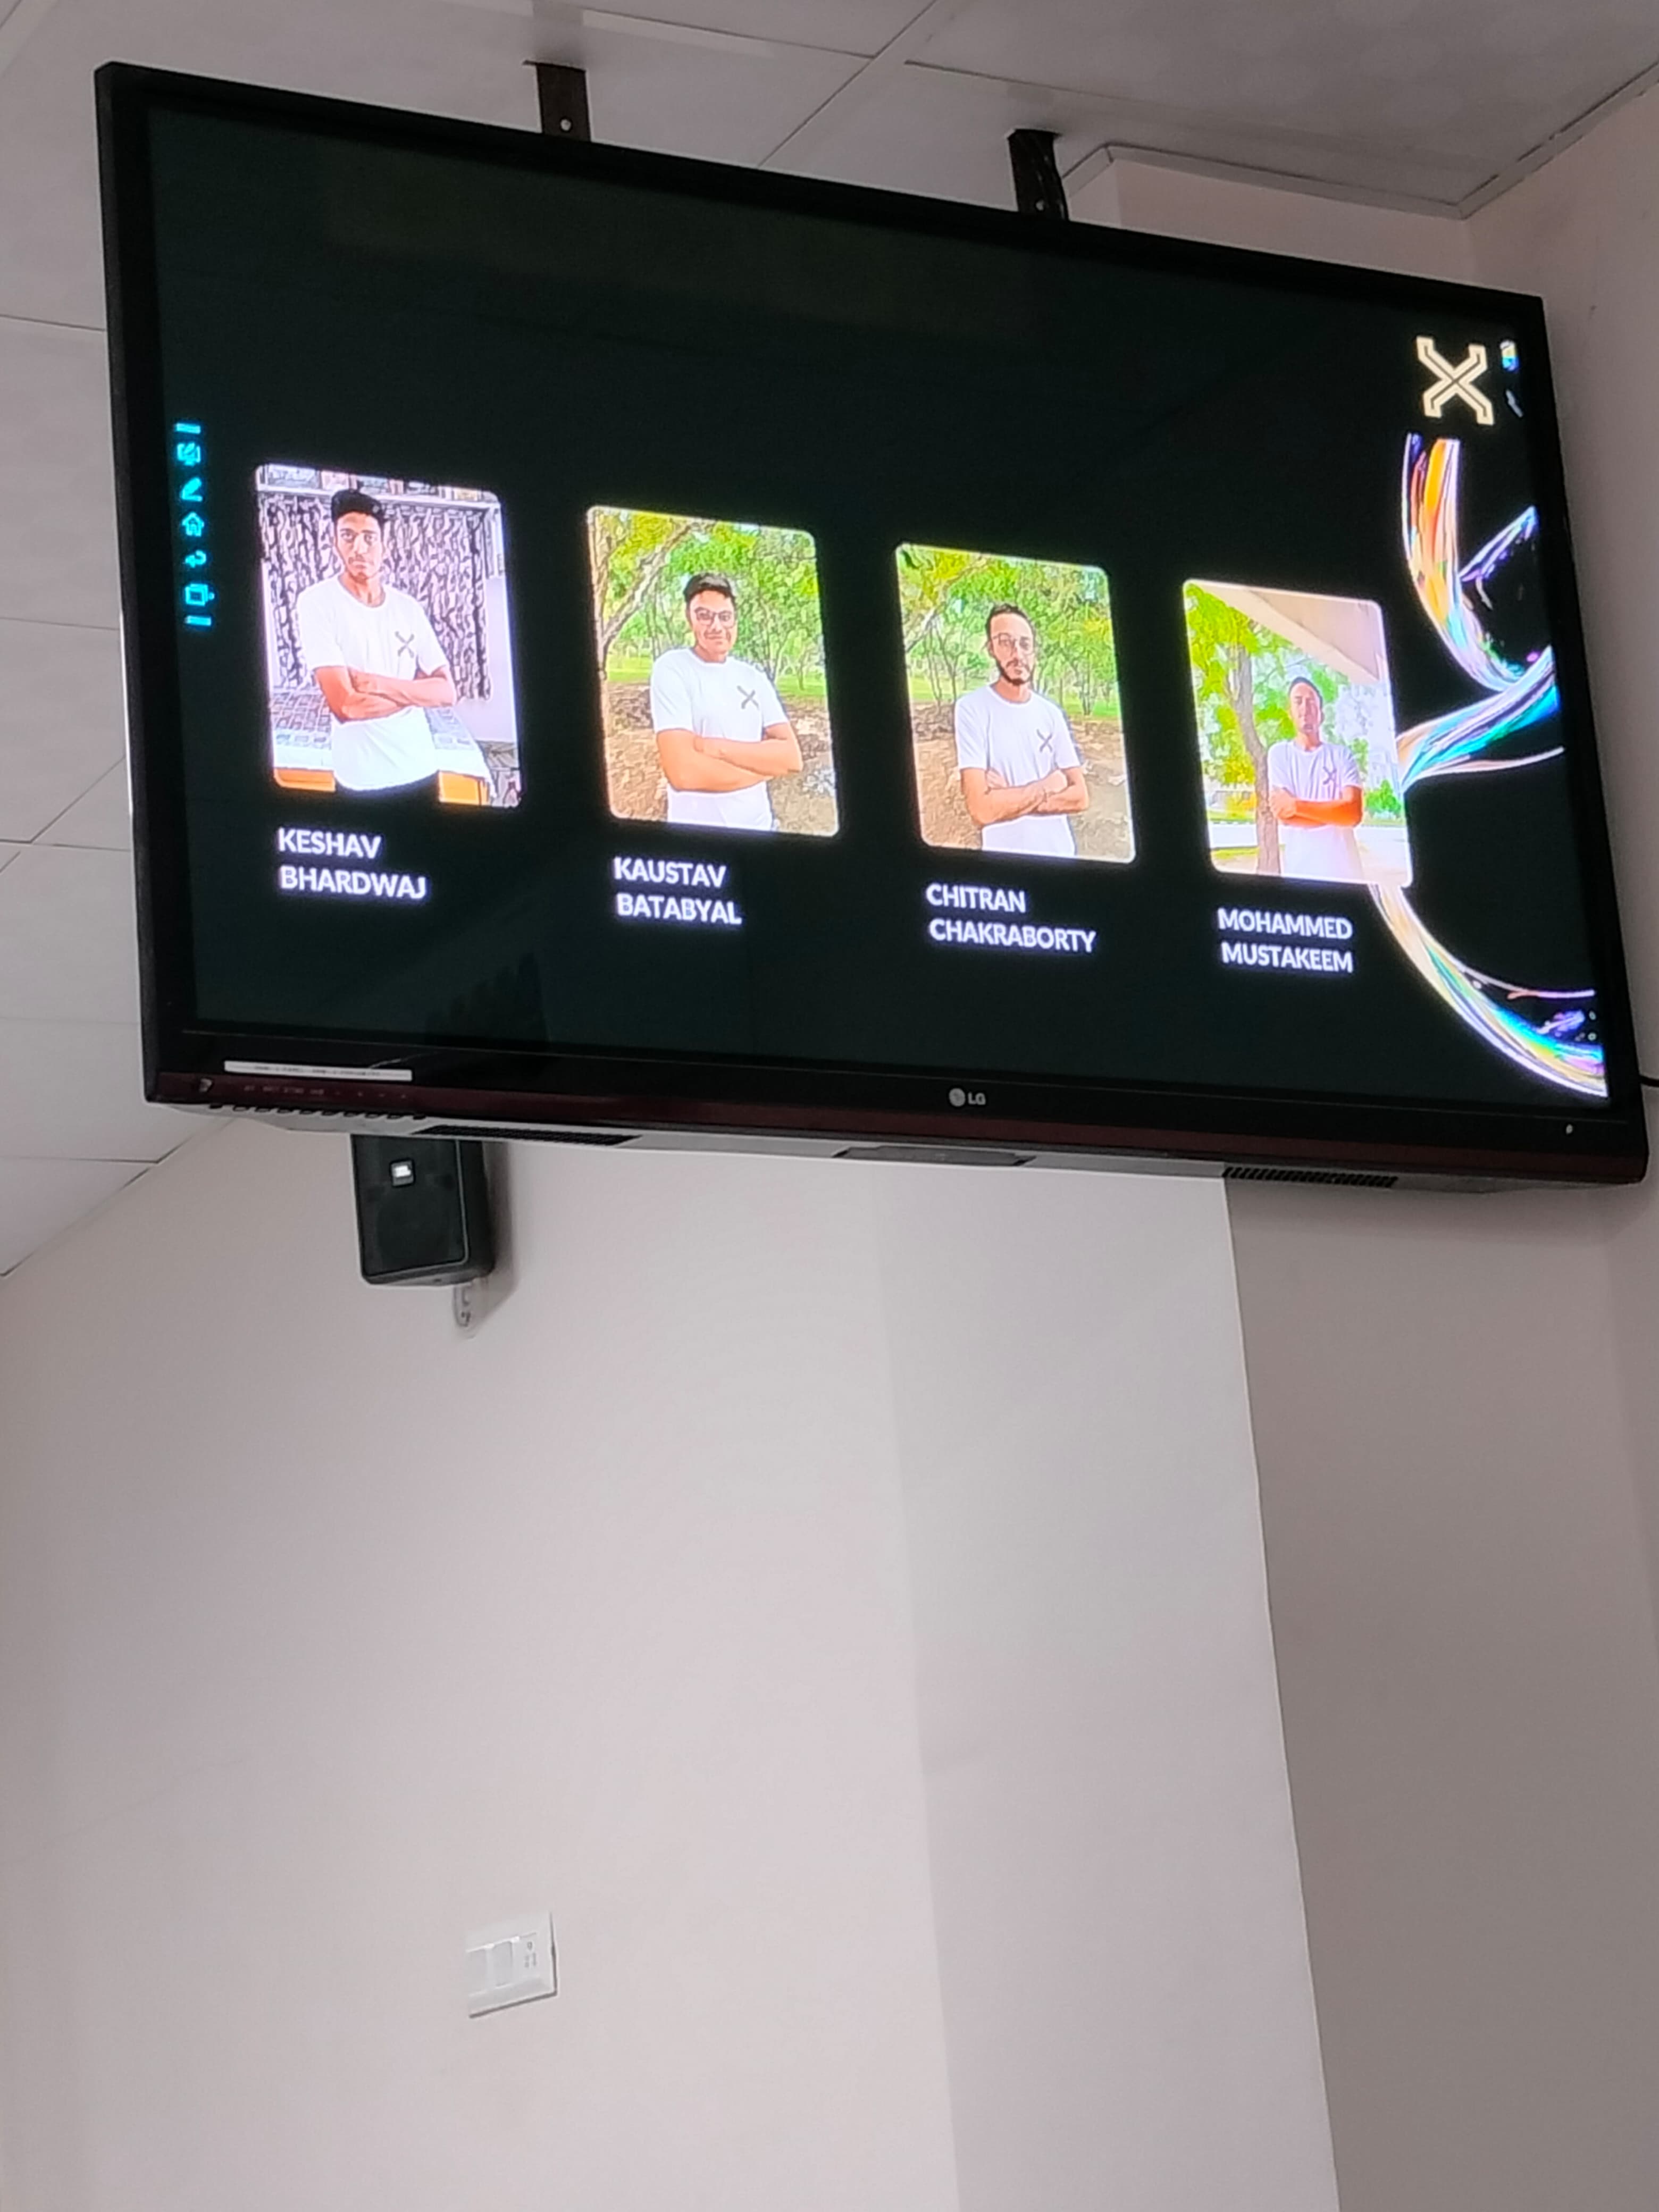 KESHAV
BHARDWAJ
KAUSTAV
BATABYAL
CHITRAN
CHAKRABORTY
MOHAMMED
MUSTAKEEM
LG